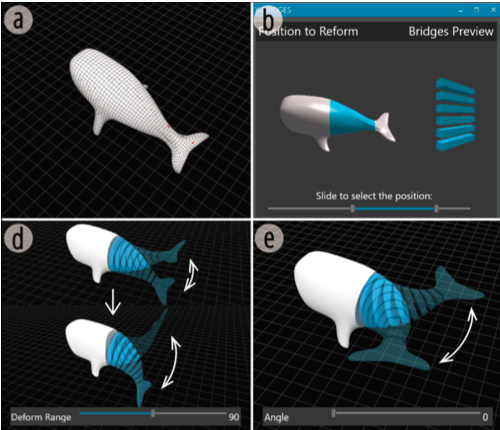 a
b
BRIDGES
Position to Reform Bridges Preview
Slide to select the position:
d
Deform Range 90
e
Angle 0